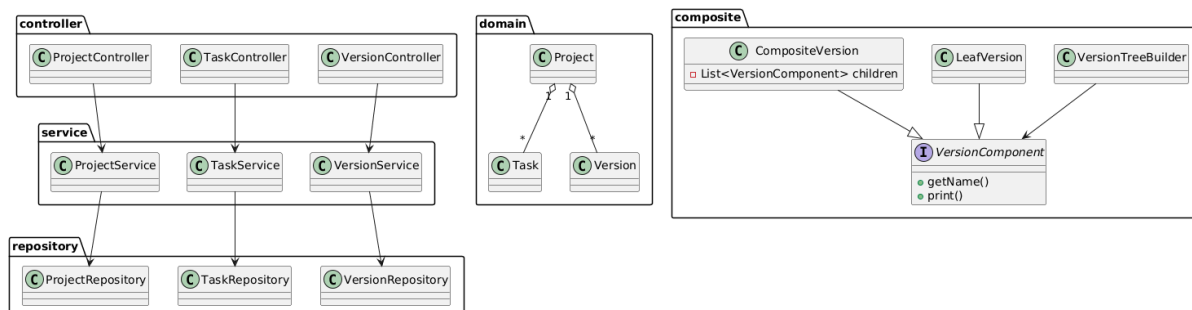 controller
C ProjectController
C TaskController
C VersionController
service
C ProjectService
C TaskService
C VersionService
repository
C ProjectRepository
C TaskRepository
C VersionRepository
domain
C Project
1
1
*
*
C Task
C Version
composite
C CompositeVersion
List<VersionComponent> children
C LeafVersion
C VersionTreeBuilder
I VersionComponent
getName()
print()